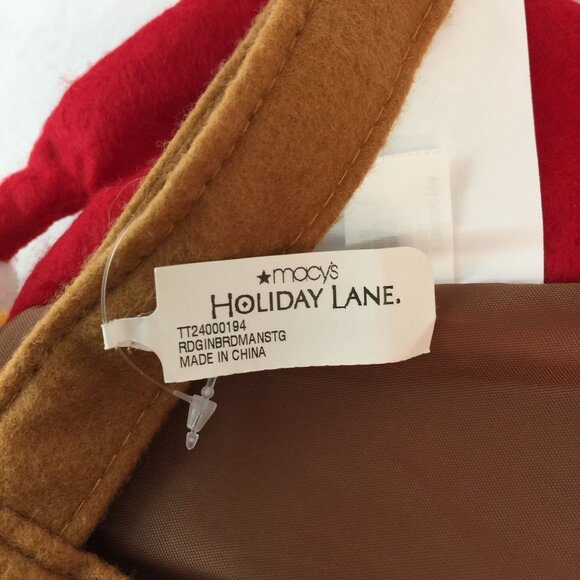 ★macy's
HOLIDAY LANE.
TT24000194
RDGINBRDMANSTG
MADE IN CHINA